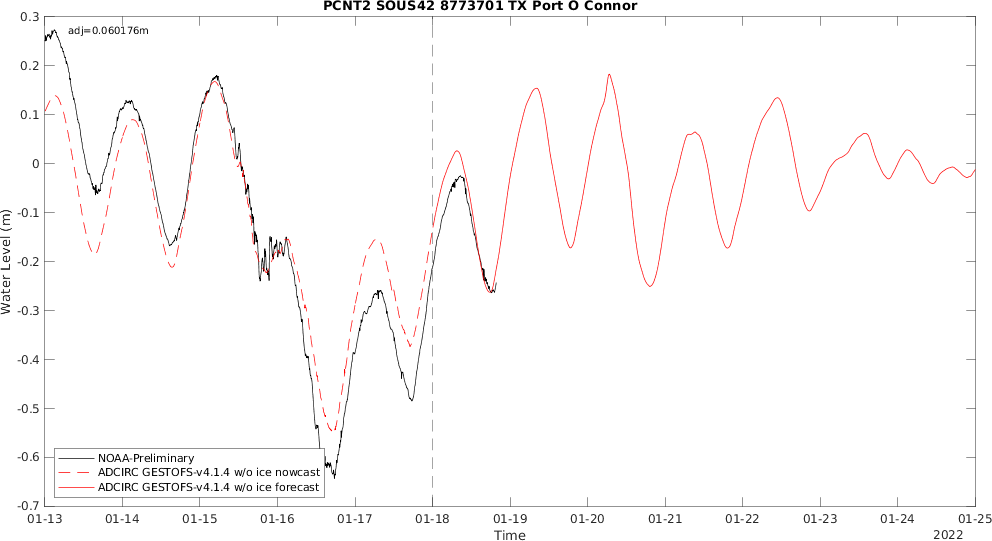 PCNT2 SOUS42 8773701 TX Port O Connor
adj=0.060176m
0.3
0.2
0.1
0
-0.1
-0.2
-0.3
-0.4
-0.5
-0.6
-0.7
Water Level (m)
NOAA-Preliminary
ADCIRC GESTOFS-v4.1.4 w/o ice nowcast
ADCIRC GESTOFS-v4.1.4 w/o ice forecast
01-13 01-14 01-15 01-16 01-17 01-18 01-19 01-20 01-21 01-22 01-23 01-24 01-25
Time
2022